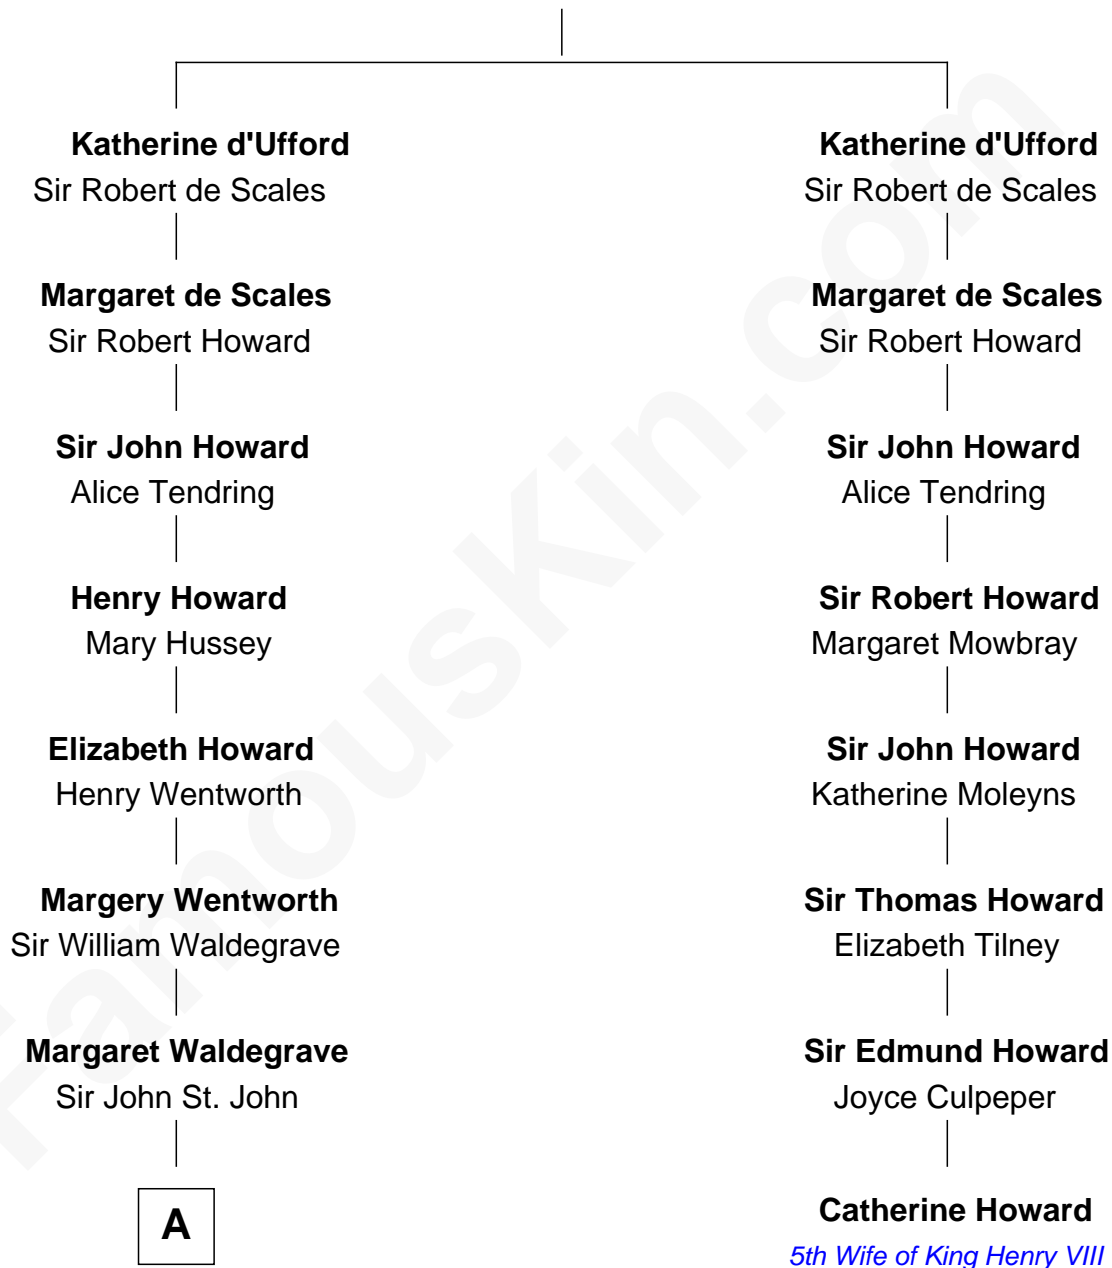 Katherine d'Ufford
Sir Robert de Scales
Margaret de Scales
Sir Robert Howard
Sir John Howard
Alice Tendring
Henry Howard
Mary Hussey
Elizabeth Howard
Henry Wentworth
Margery Wentworth
Sir William Waldegrave
Margaret Waldegrave
Sir John St. John
A
Katherine d'Ufford
Sir Robert de Scales
Margaret de Scales
Sir Robert Howard
Sir John Howard
Alice Tendring
Sir Robert Howard
Margaret Mowbray
Sir John Howard
Katherine Moleyns
Sir Thomas Howard
Elizabeth Tilney
Sir Edmund Howard
Joyce Culpeper
Catherine Howard
5th Wife of King Henry VIII
FamousKin.com